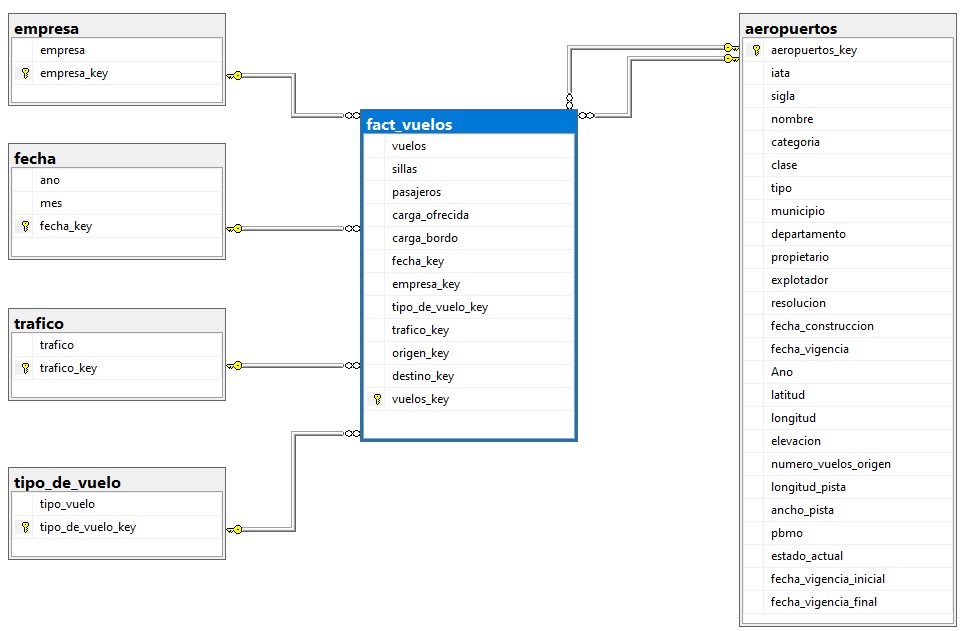 empresa
empresa
empresa_key
fecha
ano
mes
fecha_key
trafico
trafico
trafico_key
tipo_de_vuelo
tipo_vuelo
tipo_de_vuelo_key
fact_vuelos
vuelos
sillas
pasajeros
carga_ofrecida
carga_bordo
fecha_key
empresa_key
tipo_de_vuelo_key
trafico_key
origen_key
destino_key
vuelos_key
aeropuertos
aeropuertos_key
iata
sigla
nombre
categoria
clase
tipo
municipio
departamento
propietario
explotador
resolucion
fecha_construccion
fecha_vigencia
Ano
latitud
longitud
elevacion
numero_vuelos_origen
longitud_pista
ancho_pista
pbmo
estado_actual
fecha_vigencia_inicial
fecha_vigencia_final